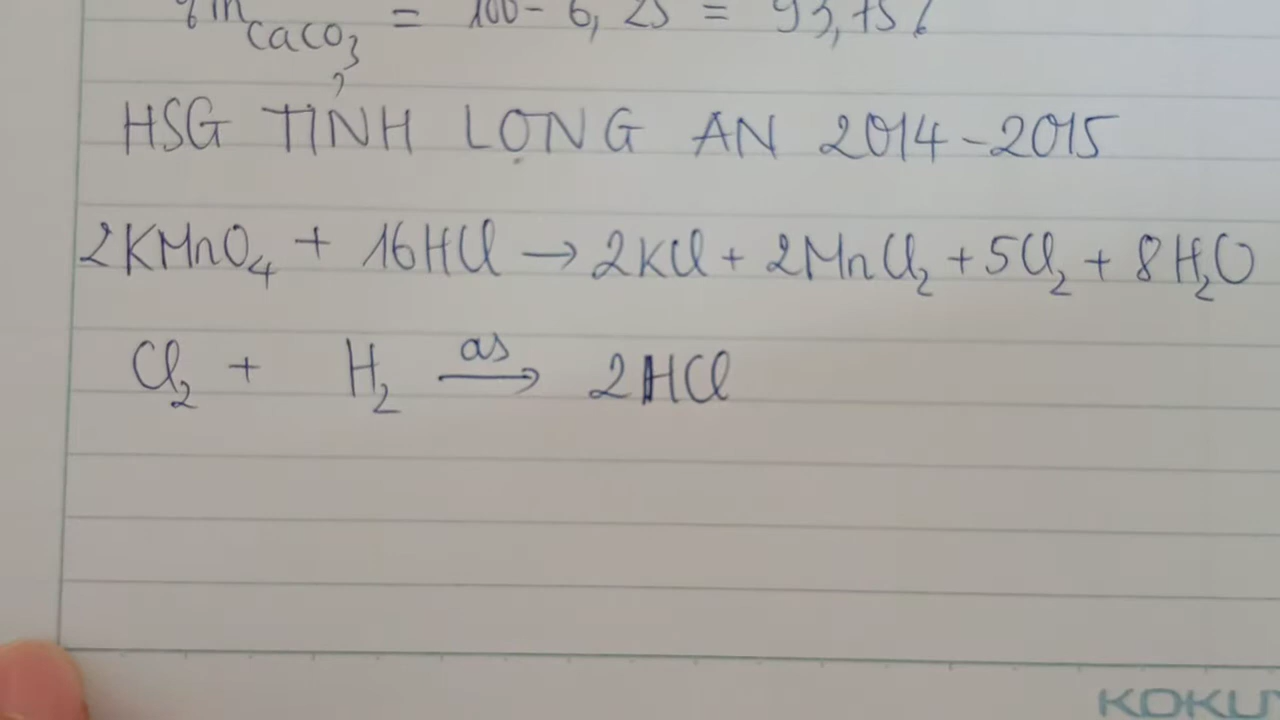 %m CaCO₃ = 100 - 6,25 = 93,75%
HSG TỈNH LỌNG AN 2014-2015
2KMnO₄ + 16HCl → 2KCl + 2MnCl₂ + 5Cl₂ + 8H₂O
Cl₂ + H₂ as → 2HCl